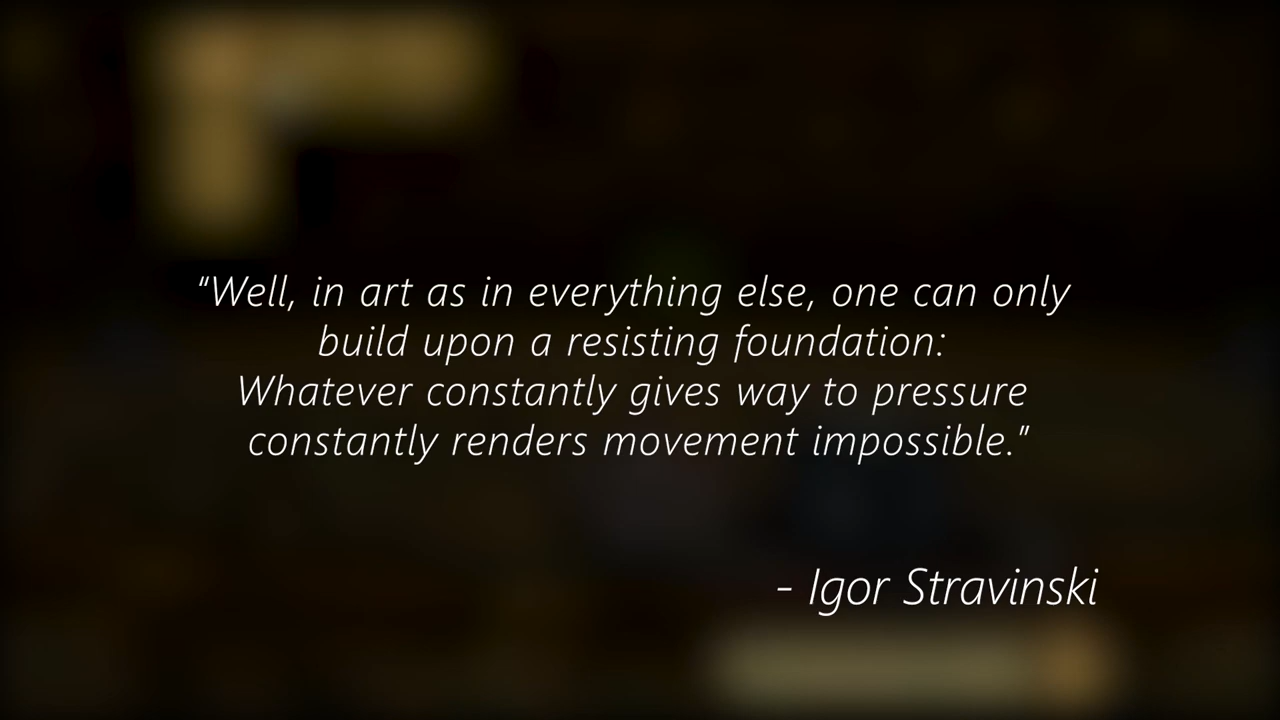 "Well, in art as in everything else, one can only
build upon a resisting foundation:
Whatever constantly gives way to pressure
constantly renders movement impossible."
- Igor Stravinski